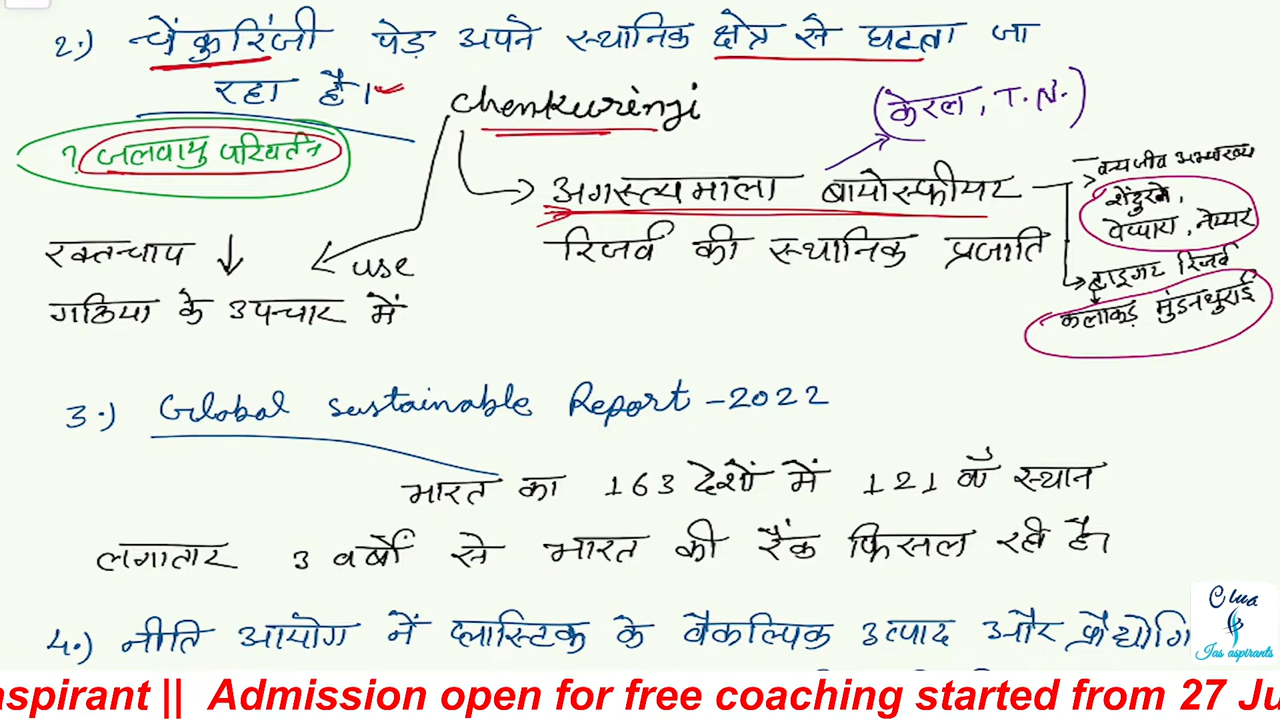 2.) चेंकुरिंजी पेड़ अपने स्थानिक क्षेत्र से घटता जा
रहा है।
Chenkurinji
(केरल, T.N.)
? जलवायु परिवर्तन
अगस्त्यमाला बायोस्फीयर
रिजर्व की स्थानिक प्रजाति
वन्यजीव अभ्यारण्य
शेंदुरने,
पेप्पारा, नेय्यर
टाइगर रिजर्व
कलाकड़ मुंडनथुराई
use
रक्तचाप ↓
गठिया के उपचार में
3.) Global sustainable Report-2022
भारत का 163 देशों में 121 वाँ स्थान
लगातार 3 वर्षों से भारत की रैंक फिसल रही है।
4.) नीति आयोग नें प्लास्टिक के वैकल्पिक उत्पाद और प्रौद्योगि
Clue
Ias aspirants
aspirant || Admission open for free coaching started from 27 Ju